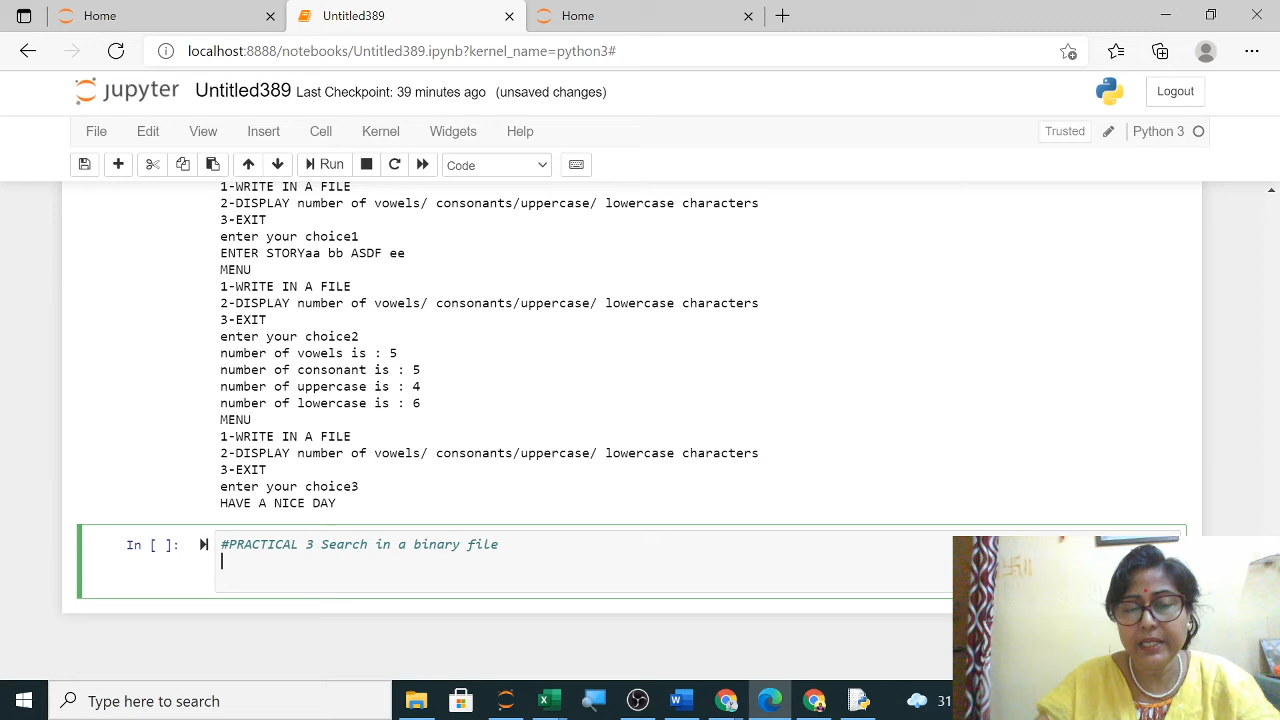 Home
Untitled389
Home
localhost:8888/notebooks/Untitled389.ipynb?kernel_name=python3#
jupyter Untitled389 Last Checkpoint: 39 minutes ago (unsaved changes)
Logout
File Edit View Insert Cell Kernel Widgets Help
Trusted Python 3
Run Code
1-WRITE IN A FILE
2-DISPLAY number of vowels/ consonants/uppercase/ lowercase characters
3-EXIT
enter your choice1
ENTER STORYaa bb ASDF ee
MENU
1-WRITE IN A FILE
2-DISPLAY number of vowels/ consonants/uppercase/ lowercase characters
3-EXIT
enter your choice2
number of vowels is : 5
number of consonant is : 5
number of uppercase is : 4
number of lowercase is : 6
MENU
1-WRITE IN A FILE
2-DISPLAY number of vowels/ consonants/uppercase/ lowercase characters
3-EXIT
enter your choice3
HAVE A NICE DAY
In [ ]: #PRACTICAL 3 Search in a binary file
Type here to search
31